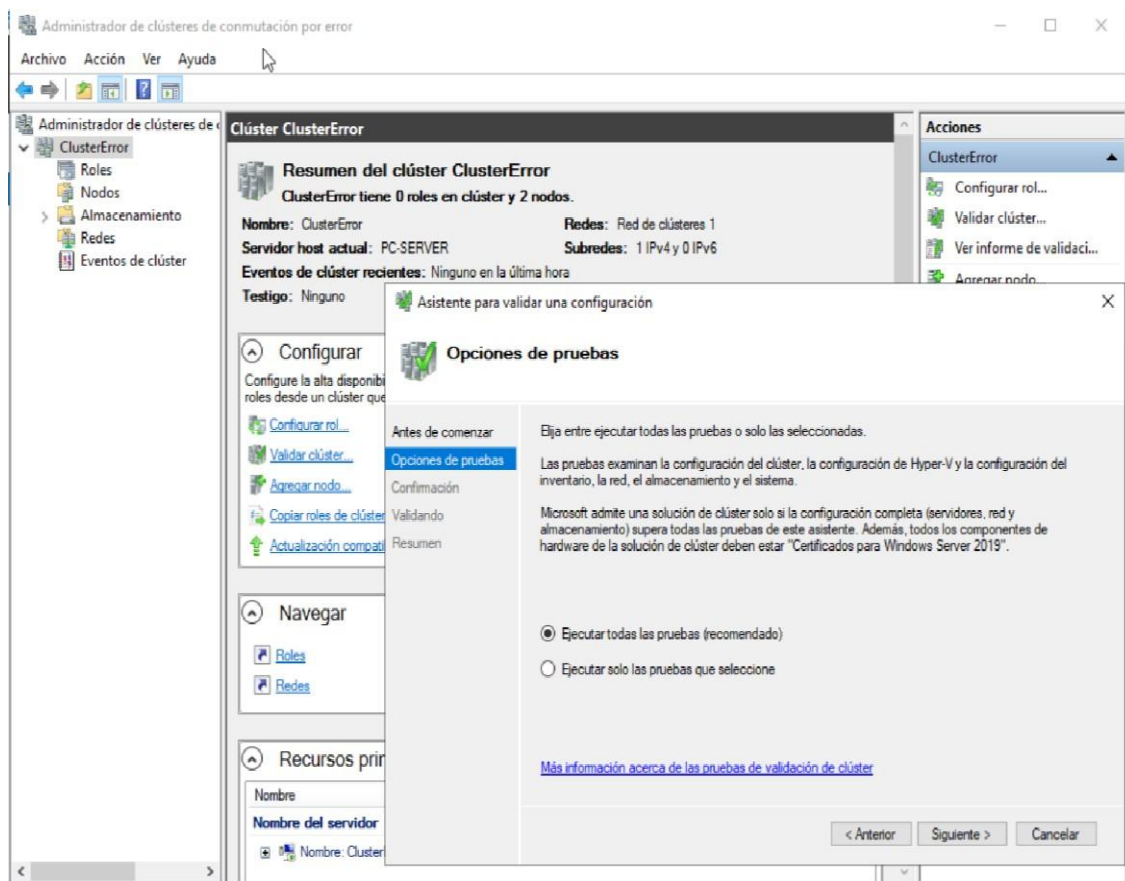 Administrador de clústeres de conmutación por error
Archivo Acción Ver Ayuda
Administrador de clústeres de c
ClusterError
Roles
Nodos
Almacenamiento
Redes
Eventos de clúster
Clúster ClusterError
Resumen del clúster ClusterError
ClusterError tiene 0 roles en clúster y 2 nodos.
Nombre: ClusterError
Redes: Red de clústeres 1
Servidor host actual: PC-SERVER
Subredes: 1 IPv4 y 0 IPv6
Eventos de clúster recientes: Ninguno en la última hora
Testigo: Ninguno
Configurar
Configure la alta disponibi
roles desde un clúster que
Configurar rol...
Validar clúster...
Agregar nodo...
Copiar roles de clúster
Actualización compati
Navegar
Roles
Redes
Recursos prin
Nombre
Nombre del servidor
Nombre: Cluster
Acciones
ClusterError
Configurar rol...
Validar clúster...
Ver informe de validaci...
Agregar nodo...
Asistente para validar una configuración
Opciones de pruebas
Antes de comenzar
Opciones de pruebas
Confirmación
Validando
Resumen
Elija entre ejecutar todas las pruebas o solo las seleccionadas.
Las pruebas examinan la configuración del clúster, la configuración de Hyper-V y la configuración del
inventario, la red, el almacenamiento y el sistema.
Microsoft admite una solución de clúster solo si la configuración completa (servidores, red y
almacenamiento) supera todas las pruebas de este asistente. Además, todos los componentes de
hardware de la solución de clúster deben estar "Certificados para Windows Server 2019".
Ejecutar todas las pruebas (recomendado)
Ejecutar solo las pruebas que seleccione
Más información acerca de las pruebas de validación de clúster
< Anterior
Siguiente >
Cancelar